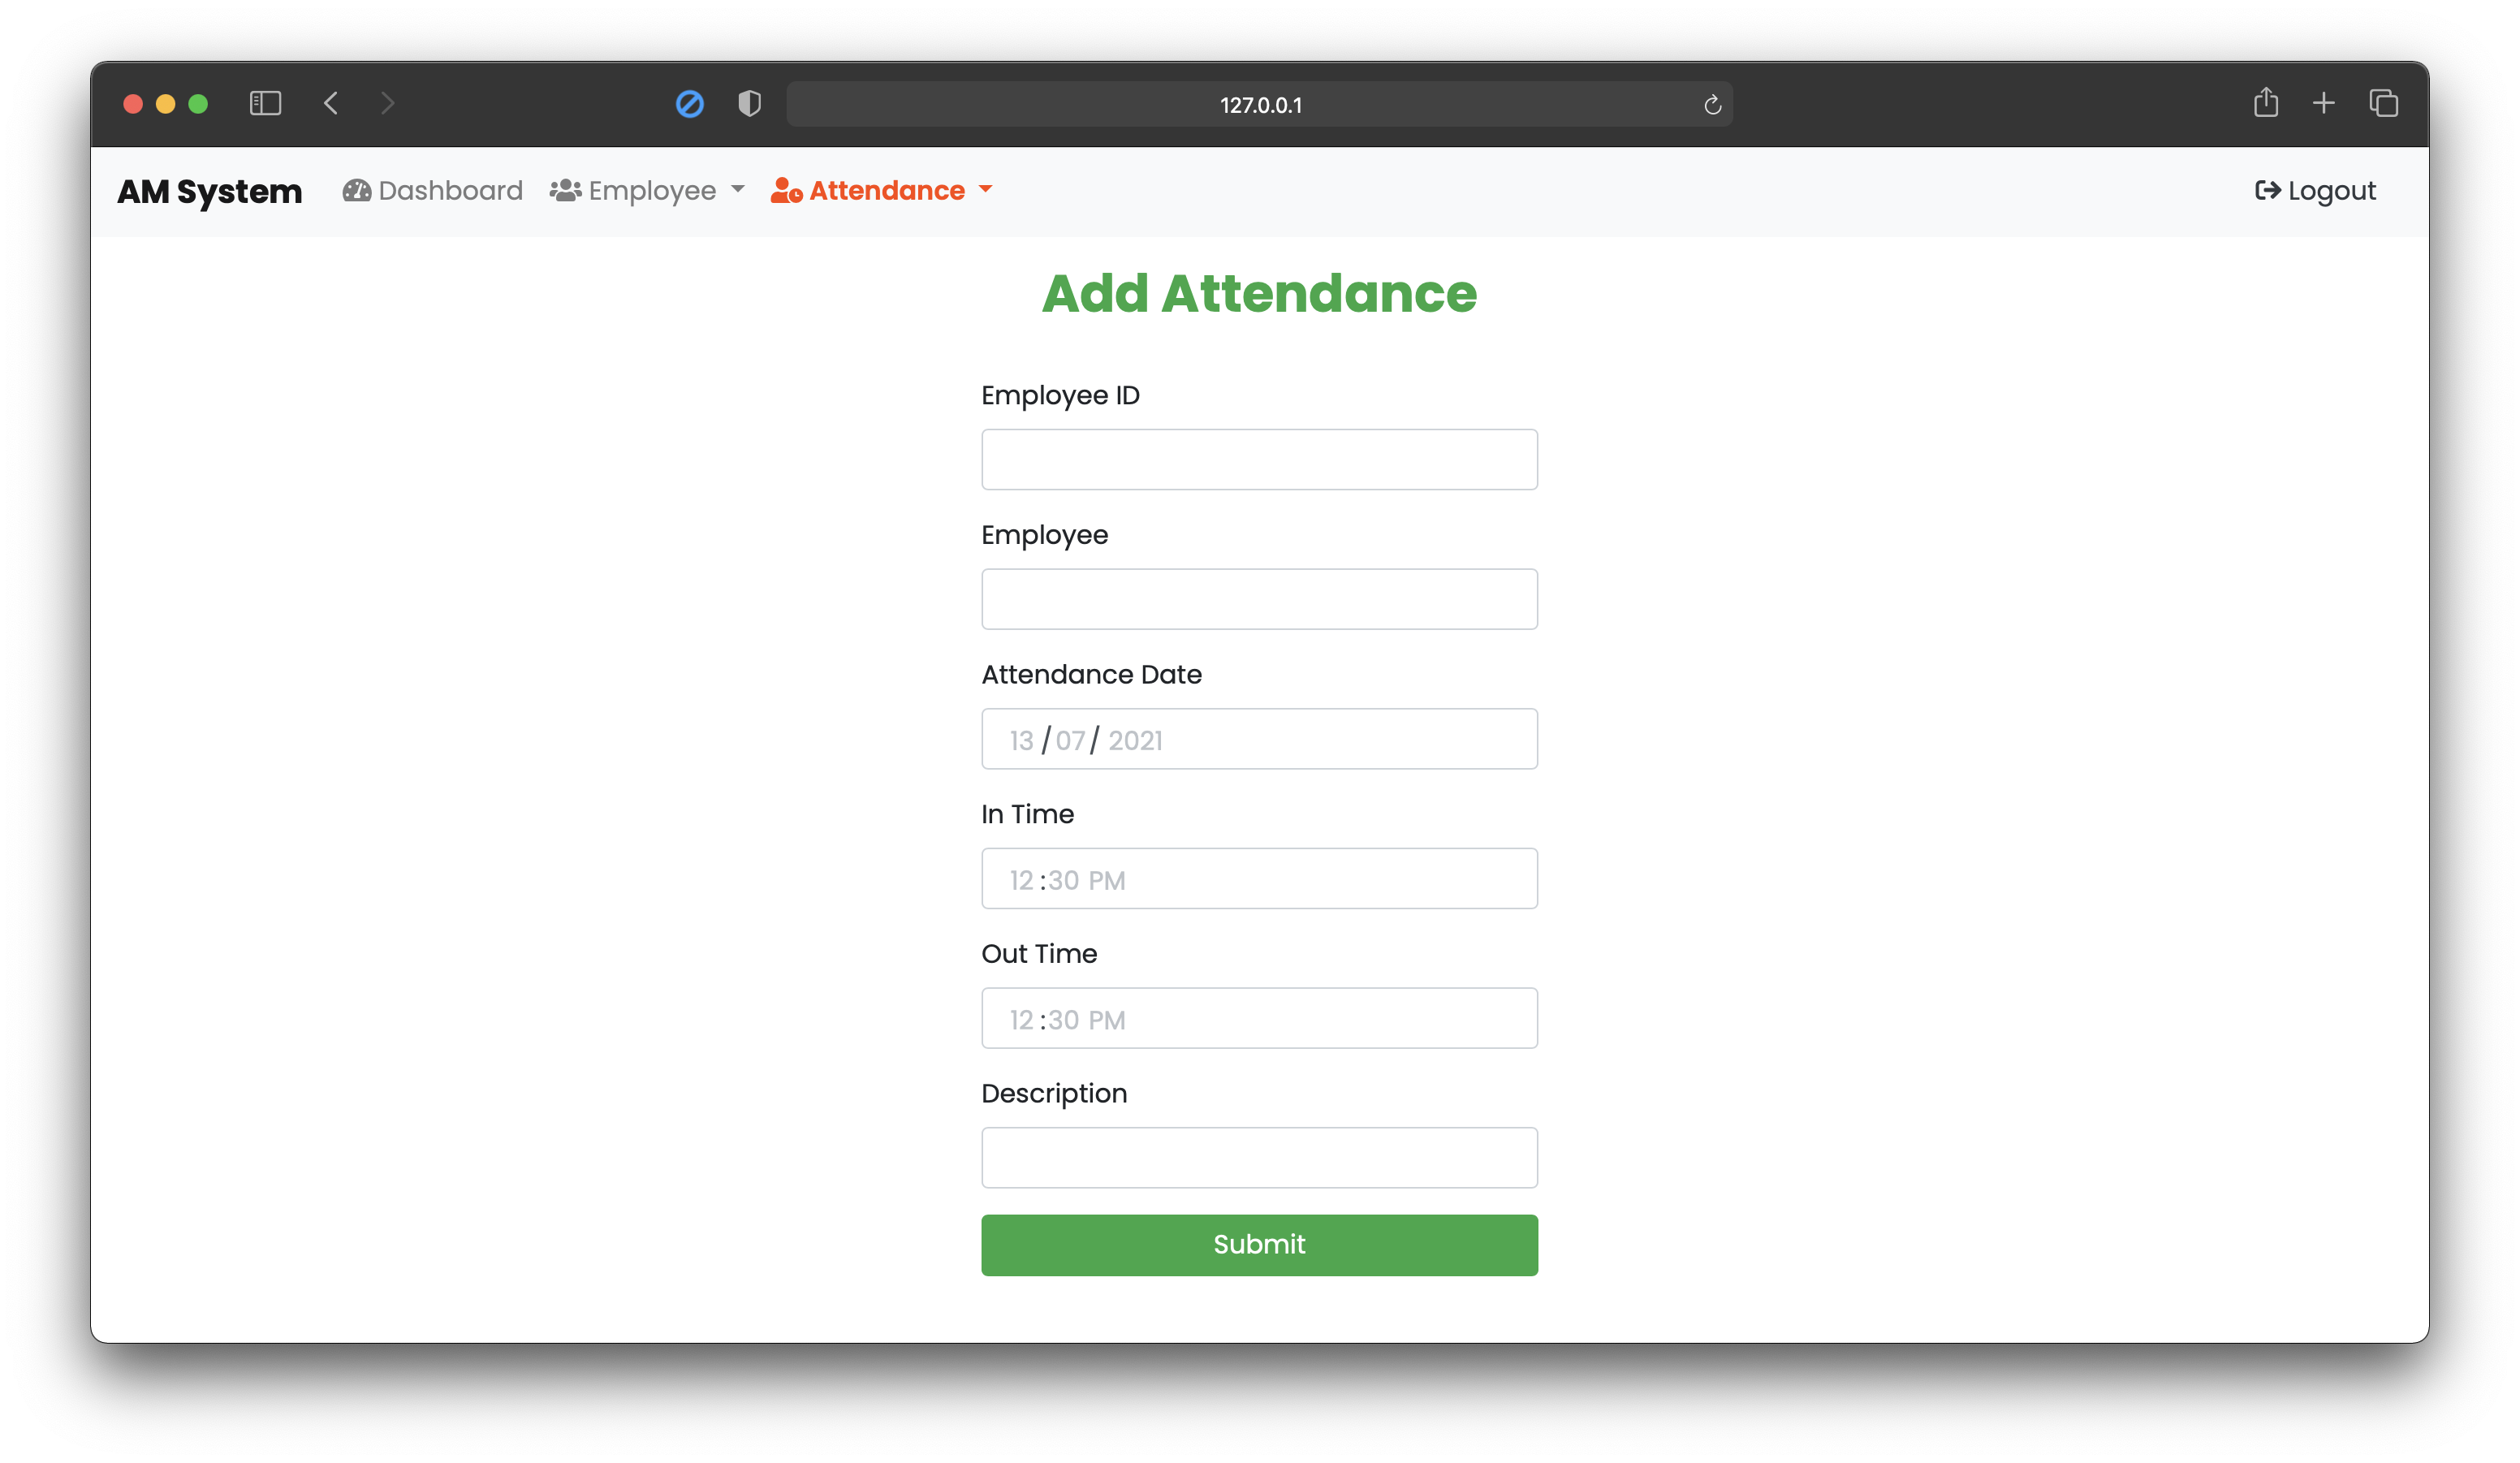 127.0.0.1
AM System Dashboard Employee Attendance Logout
Add Attendance
Employee ID
Employee
Attendance Date
13 / 07 / 2021
In Time
12 :30 PM
Out Time
12 :30 PM
Description
Submit